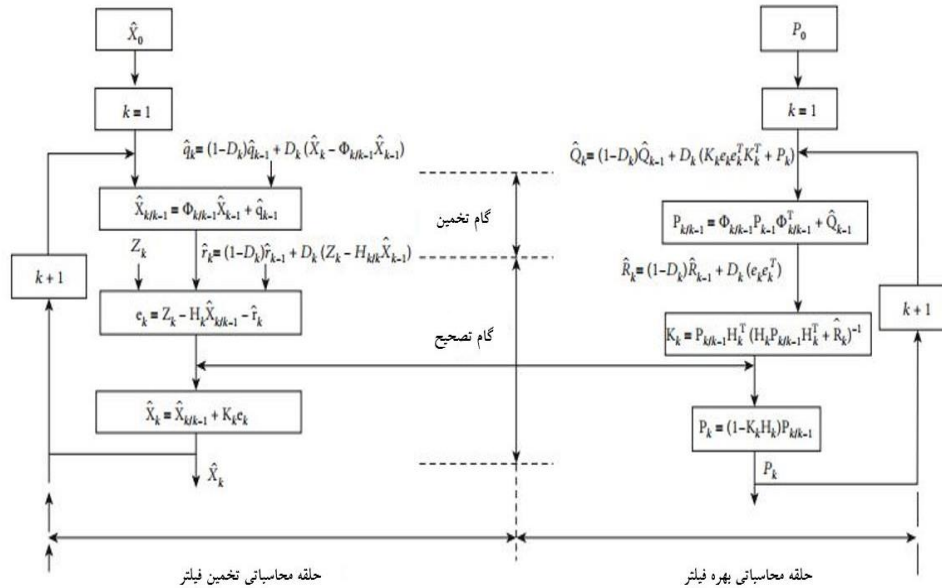 X̂₀
P₀
k = 1
k = 1
q̂ₖ = (1−Dₖ)q̂ₖ₋₁ + Dₖ (X̂ₖ − Φₖ/ₖ₋₁X̂ₖ₋₁)
Q̂ₖ = (1−Dₖ)Q̂ₖ₋₁ + Dₖ (KₖeₖeₖᵀKₖᵀ + Pₖ)
X̂ₖ/ₖ₋₁ = Φₖ/ₖ₋₁X̂ₖ₋₁ + q̂ₖ₋₁
گام تخمین
Pₖ/ₖ₋₁ = Φₖ/ₖ₋₁Pₖ₋₁Φᵀₖ/ₖ₋₁ + Q̂ₖ₋₁
Zₖ
r̂ₖ = (1−Dₖ)r̂ₖ₋₁ + Dₖ (Zₖ − Hₖ/ₖX̂ₖ₋₁)
R̂ₖ = (1−Dₖ)R̂ₖ₋₁ + Dₖ (eₖeₖᵀ)
k + 1
k + 1
eₖ = Zₖ − HₖX̂ₖ/ₖ₋₁ − r̂ₖ
گام تصحیح
Kₖ = Pₖ/ₖ₋₁Hₖᵀ (HₖPₖ/ₖ₋₁Hₖᵀ + R̂ₖ)⁻¹
X̂ₖ = X̂ₖ/ₖ₋₁ + Kₖeₖ
Pₖ = (1−KₖHₖ)Pₖ/ₖ₋₁
X̂ₖ
Pₖ
حلقه محاسباتی تخمین فیلتر
حلقه محاسباتی بهره فیلتر